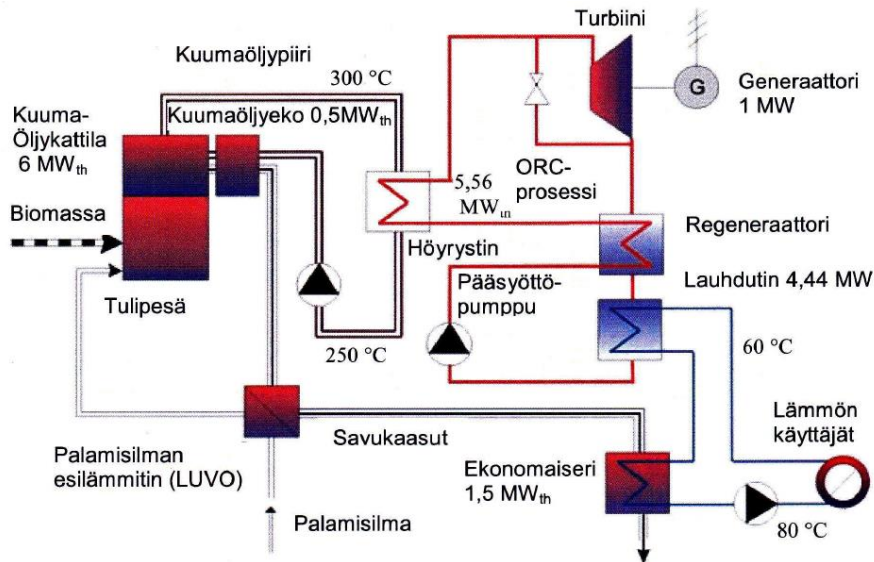 Turbiini
Kuumaöljypiiri
300 °C
G
Generaattori
1 MW
Kuuma-
Öljykattila
6 MWth
Kuumaöljyeko 0,5MWth
ORC-
prosessi
5,56
MW
Biomassa
Höyrystin
Regeneraattori
Tulipesä
Pääsyöttö-
pumppu
Lauhdutin 4,44 MW
250 °C
60 °C
Savukaasut
Lämmön
käyttäjät
Palamisilman
esilämmitin (LUVO)
Ekonomaiseri
1,5 MWth
Palamisilma
80 °C